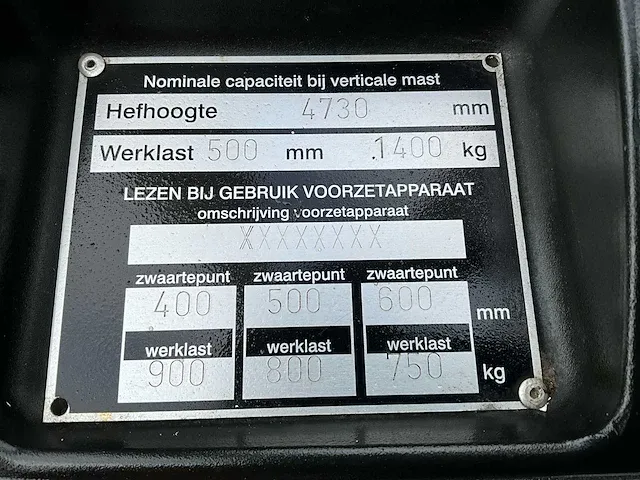 Nominale capaciteit bij verticale mast
Hefhoogte 4730 mm
Werklast 500 mm .1400 kg
LEZEN BIJ GEBRUIK VOORZETAPPARAAT
omschrijving voorzetapparaat
XXXXXXXX
zwaartepunt zwaartepunt zwaartepunt
400 500 600 mm
werklast werklast werklast
900 800 750 kg